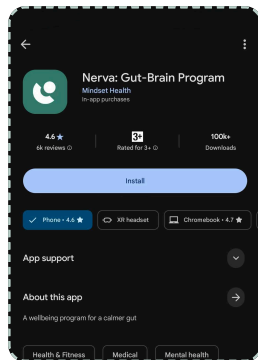 Nerva: Gut-Brain Program
Mindset Health
In-app purchases
4.6 ★
3+
100k+
6k reviews
Rated for 3+
Downloads
Install
Phone • 4.6 ★
XR headset
Chromebook • 4.7 ★
App support
About this app
A wellbeing program for a calmer gut
Health & Fitness
Medical
Mental health